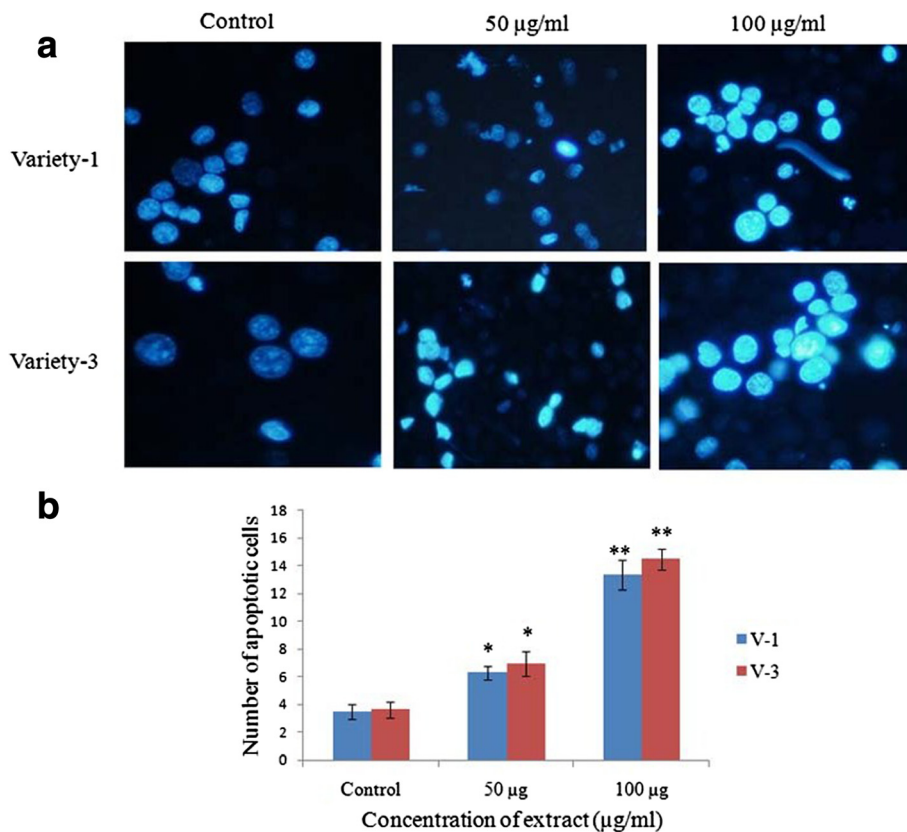 a
Control
50 µg/ml
100 µg/ml
Variety-1
Variety-3
b
Number of apoptotic cells
18
16
14
12
10
8
6
4
2
0
*
*
**
**
V-1
V-3
Control
50 µg
100 µg
Concentration of extract (µg/ml)